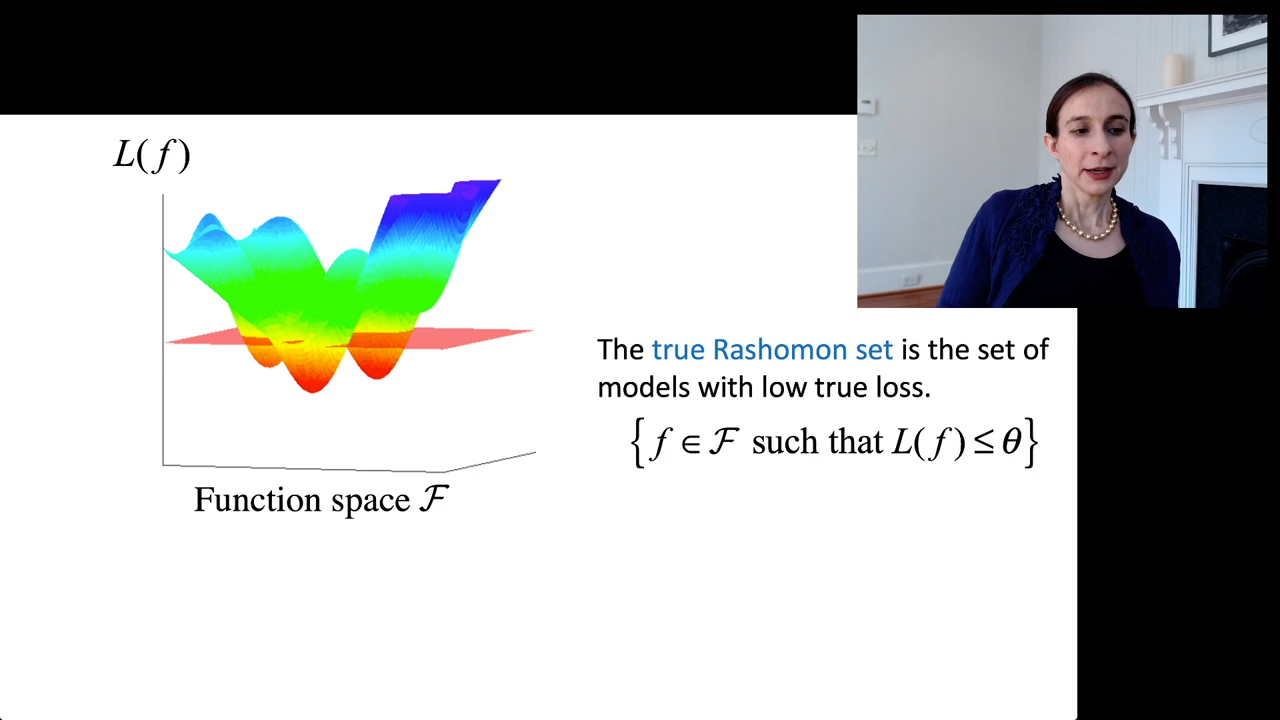 L(f)
Function space ℱ
The true Rashomon set is the set of
models with low true loss.
{f ∈ ℱ such that L(f) ≤ θ}